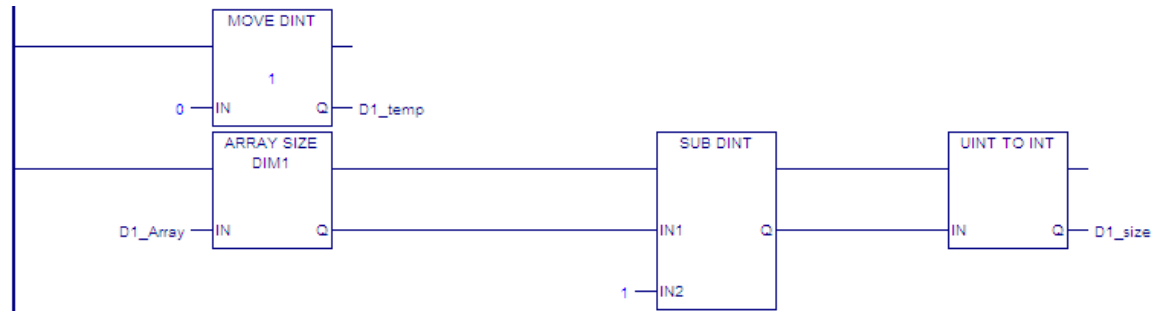 MOVE DINT
1
0 IN Q D1_temp
ARRAY SIZE SUB DINT UINT TO INT
DIM1
D1_Array IN Q IN1 Q IN Q D1_size
1 IN2